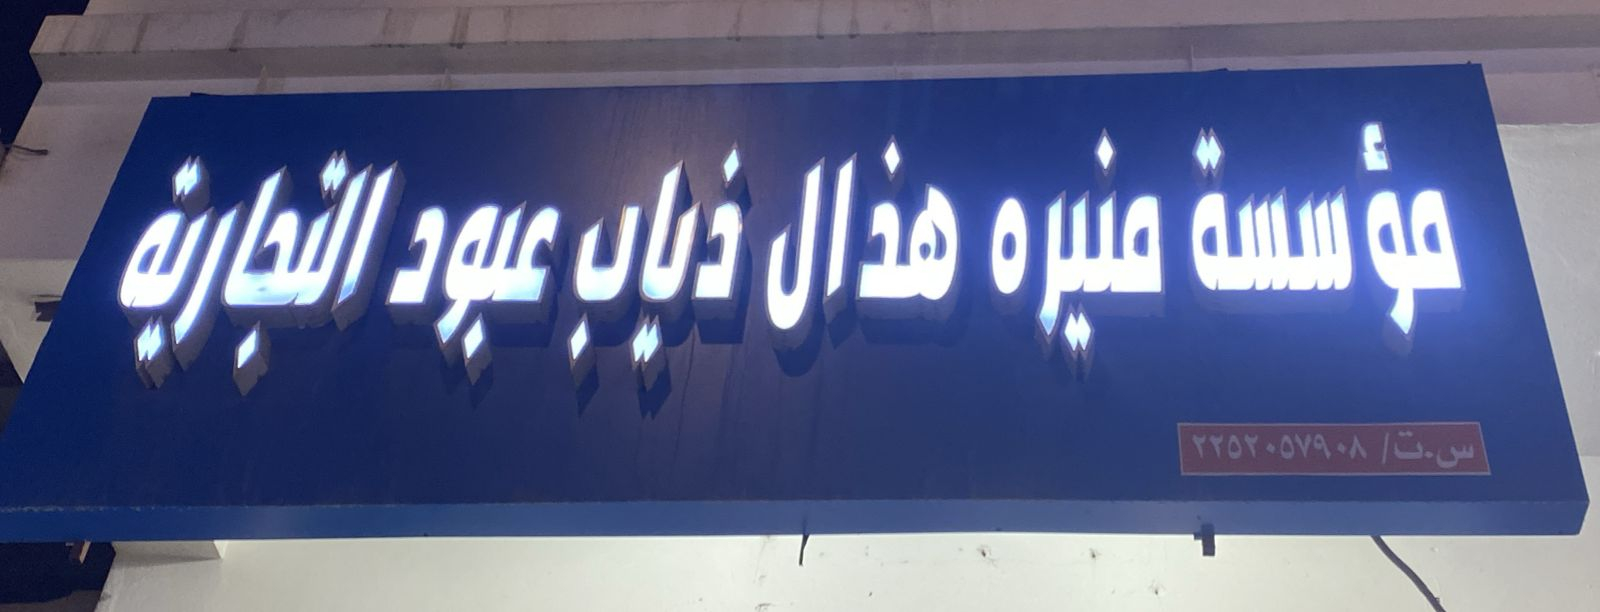 مؤسسة منيره هذال ذياب عبود التجارية
س.ت/ ٢٢٥٢٠٥٧٩٠٨